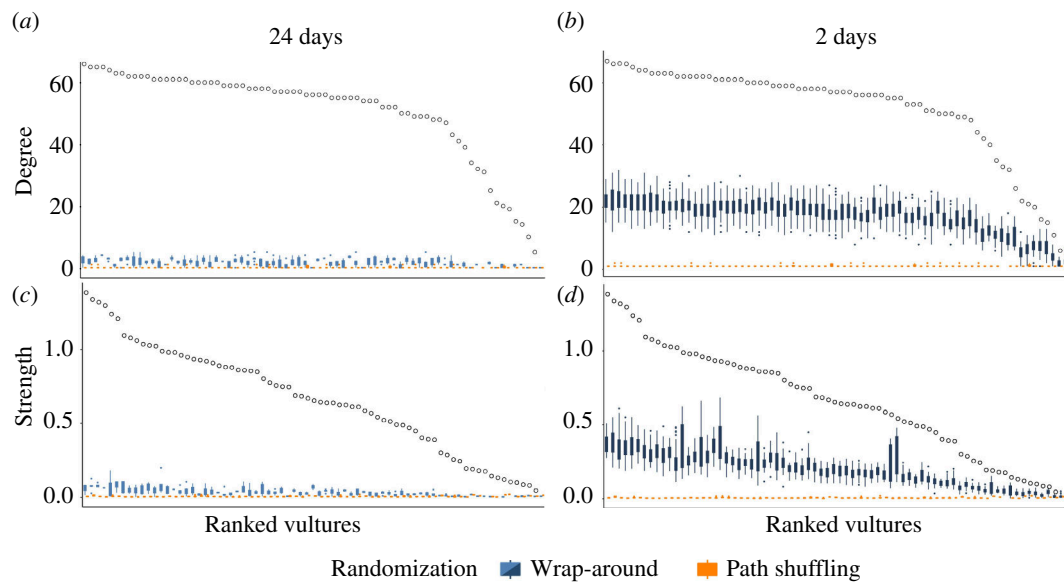 (a)
24 days
(b)
2 days
Degree
60
40
20
0
60
40
20
0
(c)
(d)
Strength
1.0
0.5
0.0
1.0
0.5
0.0
Ranked vultures
Ranked vultures
Randomization Wrap-around Path shuffling